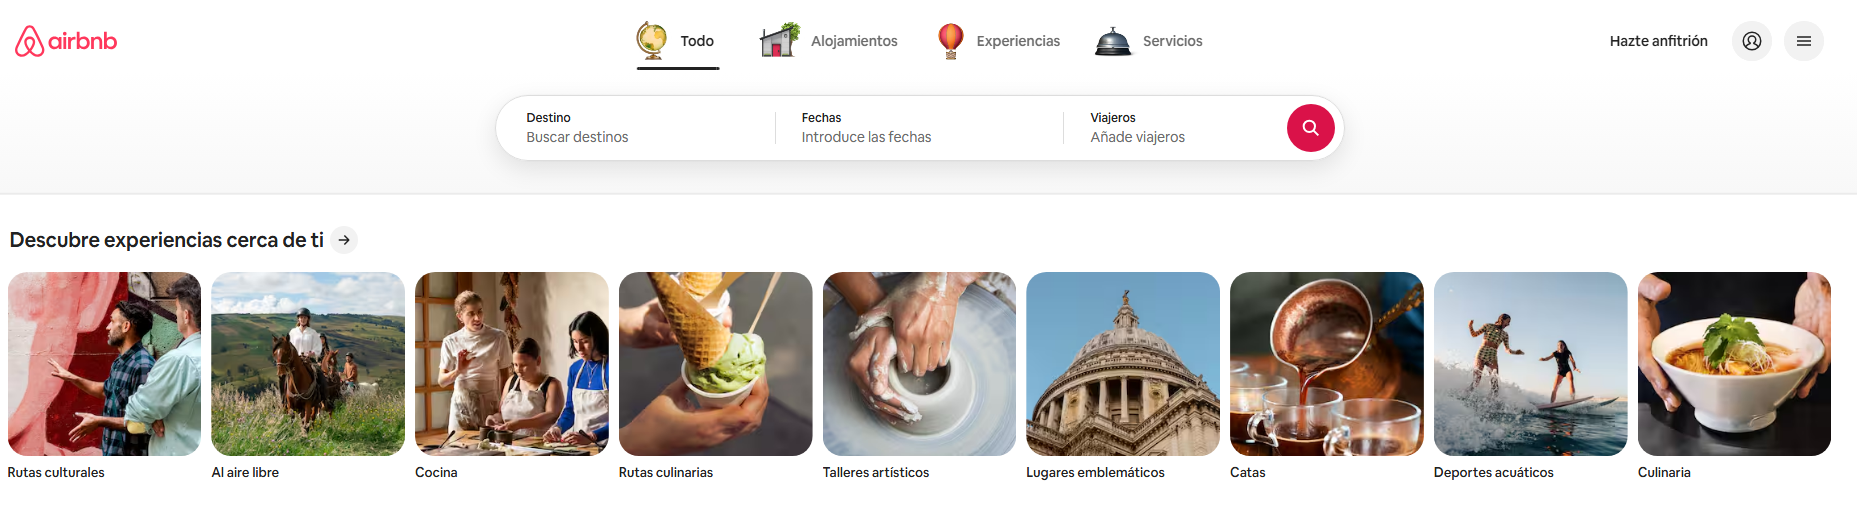 airbnb
Todo
Alojamientos
Experiencias
Servicios
Hazte anfitrión
Destino
Buscar destinos
Fechas
Introduce las fechas
Viajeros
Añade viajeros
Descubre experiencias cerca de ti
Rutas culturales
Al aire libre
Cocina
Rutas culinarias
Talleres artísticos
Lugares emblemáticos
Catas
Deportes acuáticos
Culinaria